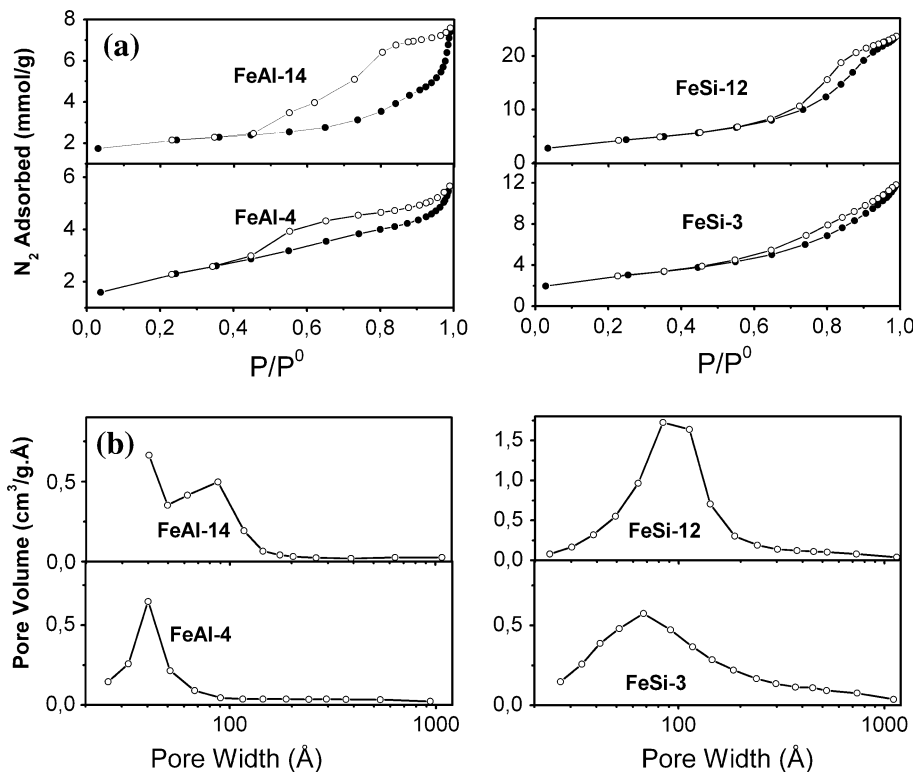 (a)
N2 Adsorbed (mmol/g)
8
6
4
2
FeAl-14
6
4
2
FeAl-4
0,0 0,2 0,4 0,6 0,8 1,0
P/P⁰
20
10
0
FeSi-12
12
8
4
0
FeSi-3
0,0 0,2 0,4 0,6 0,8 1,0
P/P⁰
(b)
Pore Volume (cm³/g.Å)
0,5
0,0
FeAl-14
0,5
0,0
FeAl-4
100 1000
Pore Width (Å)
1,5
1,0
0,5
0,0
FeSi-12
0,5
0,0
FeSi-3
100 1000
Pore Width (Å)